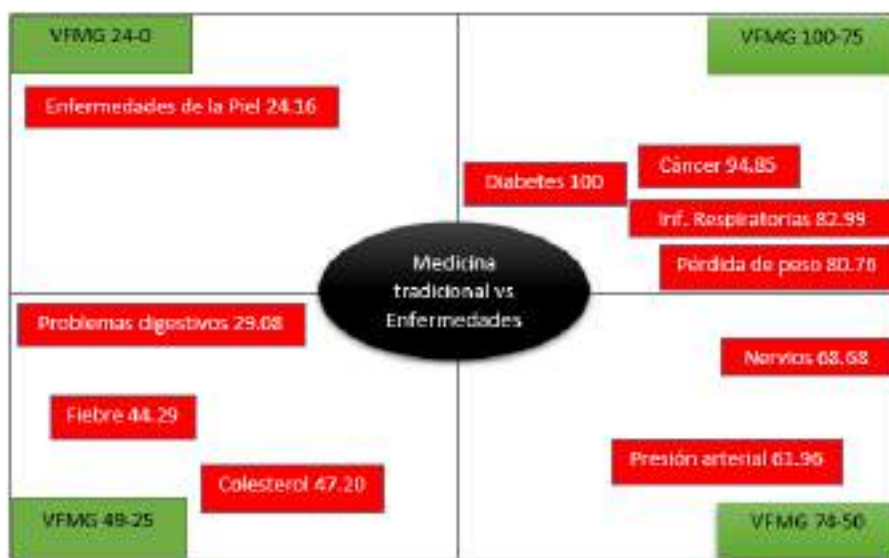 VFMG 24-0
VFMG 100-75
Enfermedades de la Piel 24.16
Cáncer 94.85
Diabetes 100
Inf. Respiratorias 82.99
Pérdida de peso 80.76
Medicina
tradicional vs
Enfermedades
Problemas digestivos 29.08
Nervios 68.68
Fiebre 44.29
Presión arterial 61.96
Colesterol 47.20
VFMG 49-25
VFMG 74-50